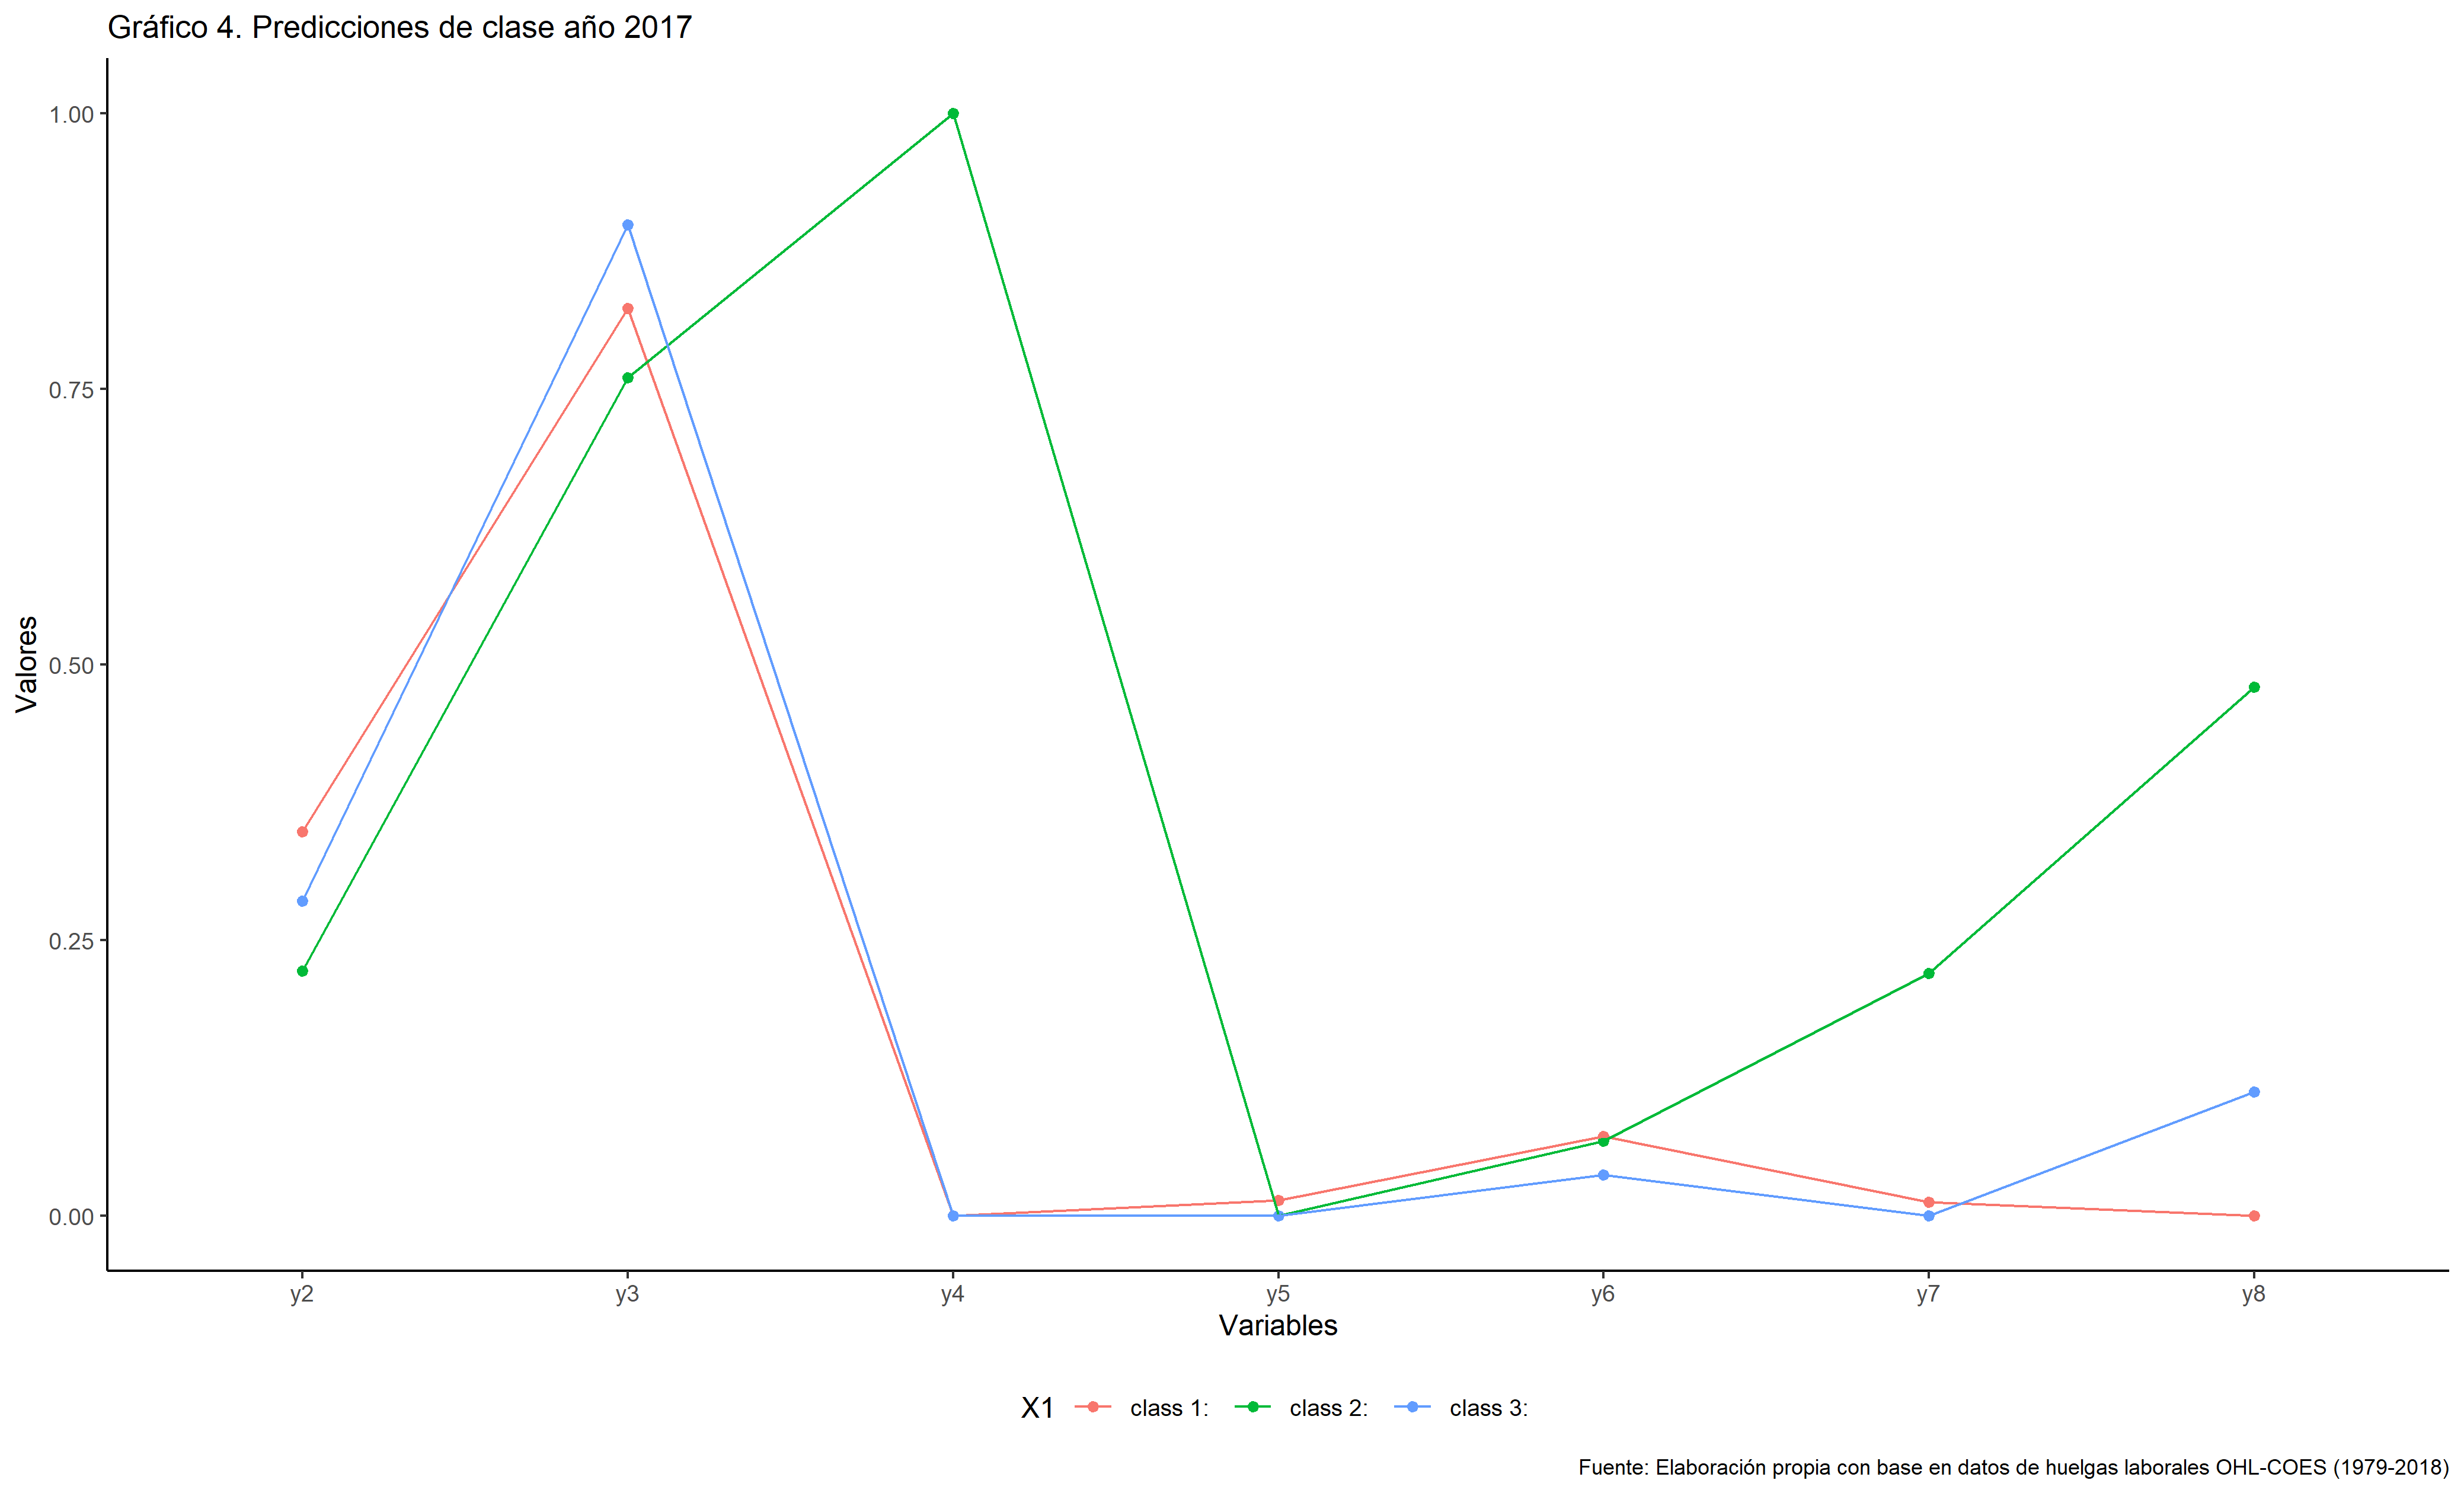 Gráfico 4. Predicciones de clase año 2017
1.00
0.75
0.50
0.25
0.00
Valores
y2 y3 y4 y5 y6 y7 y8
Variables
X1 class 1: class 2: class 3:
Fuente: Elaboración propia con base en datos de huelgas laborales OHL-COES (1979-2018)